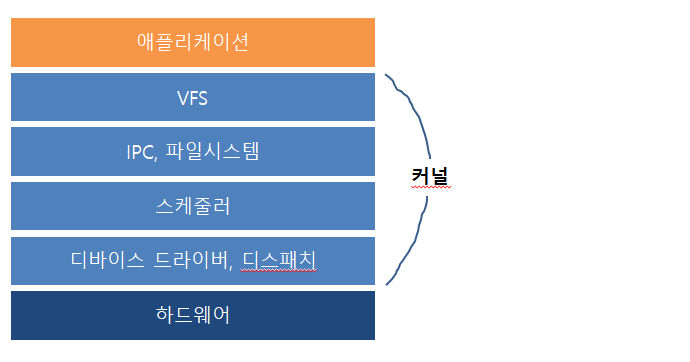 애플리케이션
VFS
IPC, 파일시스템
커널
스케줄러
디바이스 드라이버, 디스패치
하드웨어